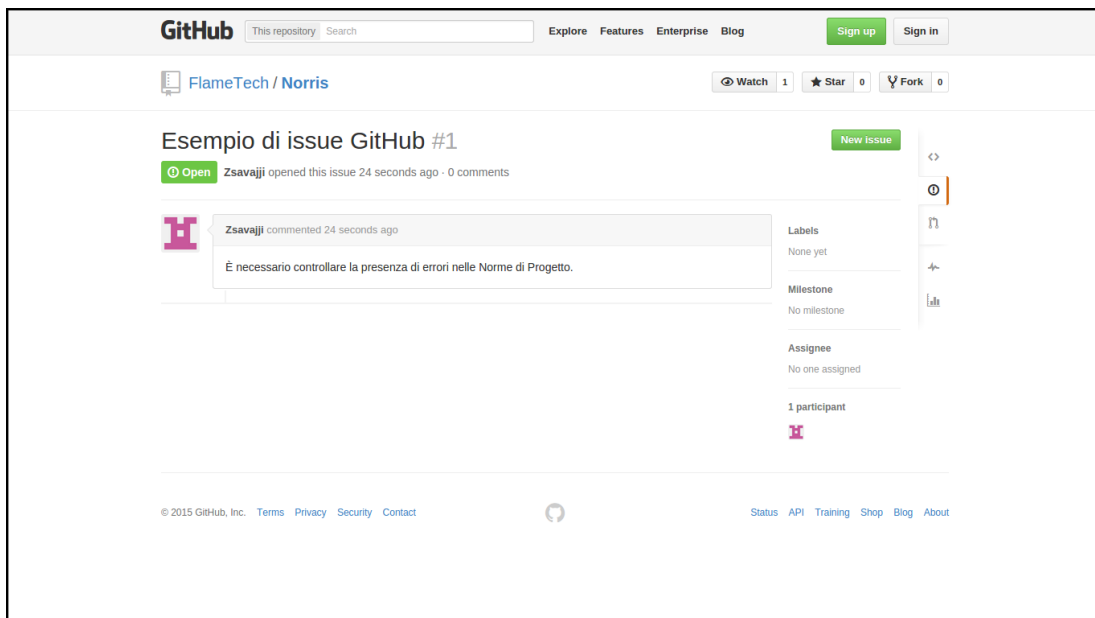 GitHub This repository Search Explore Features Enterprise Blog Sign up Sign in
FlameTech / Norris Watch 1 Star 0 Fork 0
Esempio di issue GitHub #1 New issue
Open Zsavajji opened this issue 24 seconds ago · 0 comments
Zsavajji commented 24 seconds ago
È necessario controllare la presenza di errori nelle Norme di Progetto.
Labels
None yet
Milestone
No milestone
Assignee
No one assigned
1 participant
© 2015 GitHub, Inc. Terms Privacy Security Contact Status API Training Shop Blog About